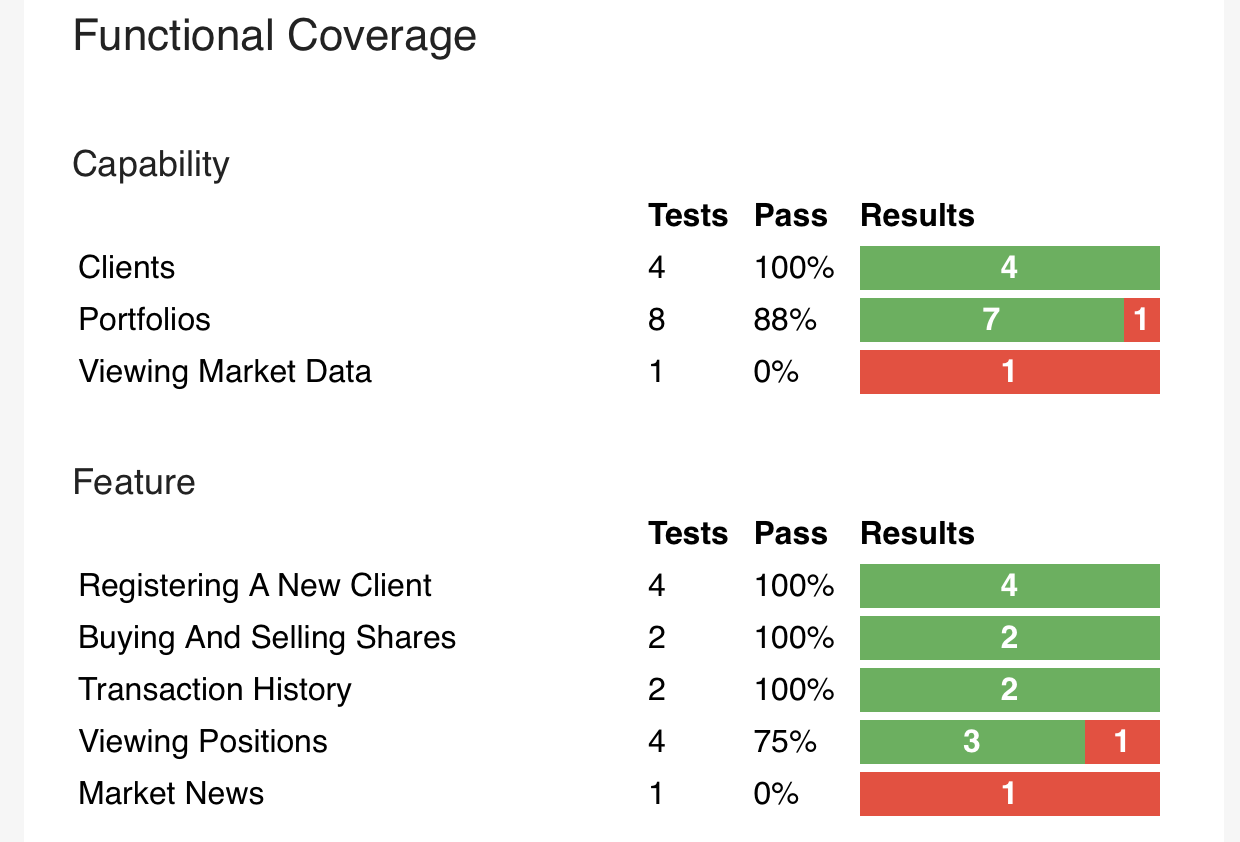 Functional Coverage
Capability
Tests Pass Results
Clients 4 100% 4
Portfolios 8 88% 7 1
Viewing Market Data 1 0% 1
Feature
Tests Pass Results
Registering A New Client 4 100% 4
Buying And Selling Shares 2 100% 2
Transaction History 2 100% 2
Viewing Positions 4 75% 3 1
Market News 1 0% 1